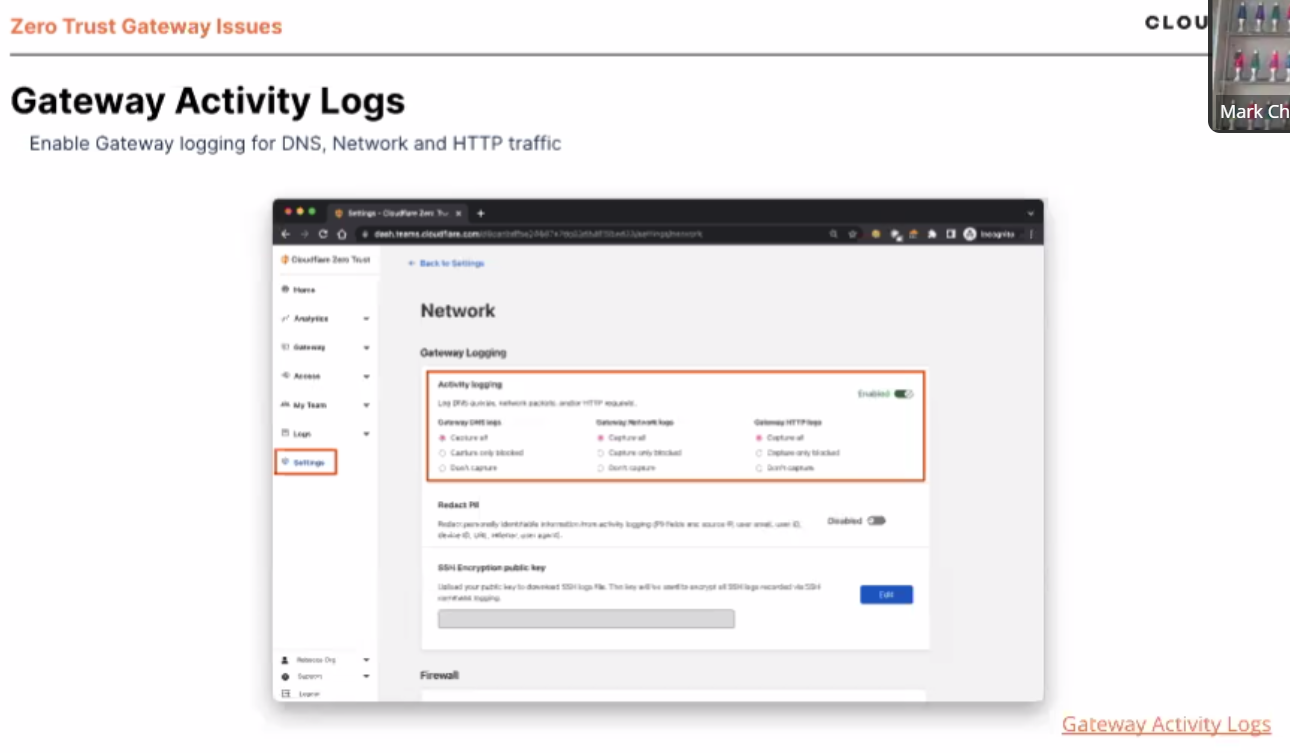 Zero Trust Gateway Issues
CLOU
Mark Ch
Gateway Activity Logs
Enable Gateway logging for DNS, Network and HTTP traffic
Settings - Cloudflare Zero Tru
dash.teams.cloudflare.com
Incognito
Cloudflare Zero Trust
Home
Analytics
Gateway
Access
My Team
Logs
Settings
Rebecca Org
Support
Logout
← Back to Settings
Network
Gateway Logging
Activity logging
Enabled
Log DNS queries, network packets, and/or HTTP requests.
Gateway DNS logs
Capture all
Capture only blocked
Don't capture
Gateway Network logs
Capture all
Capture only blocked
Don't capture
Gateway HTTP logs
Capture all
Capture only blocked
Don't capture
Redact PII
Disabled
Redact personally identifiable information from activity logging (PII fields are: source IP, user email, user ID,
device ID, URL, referrer, user agent).
SSH Encryption public key
Upload your public key to download SSH logs file. This key will be used to encrypt all SSH logs recorded via SSH
command logging.
Edit
Firewall
Gateway Activity Logs